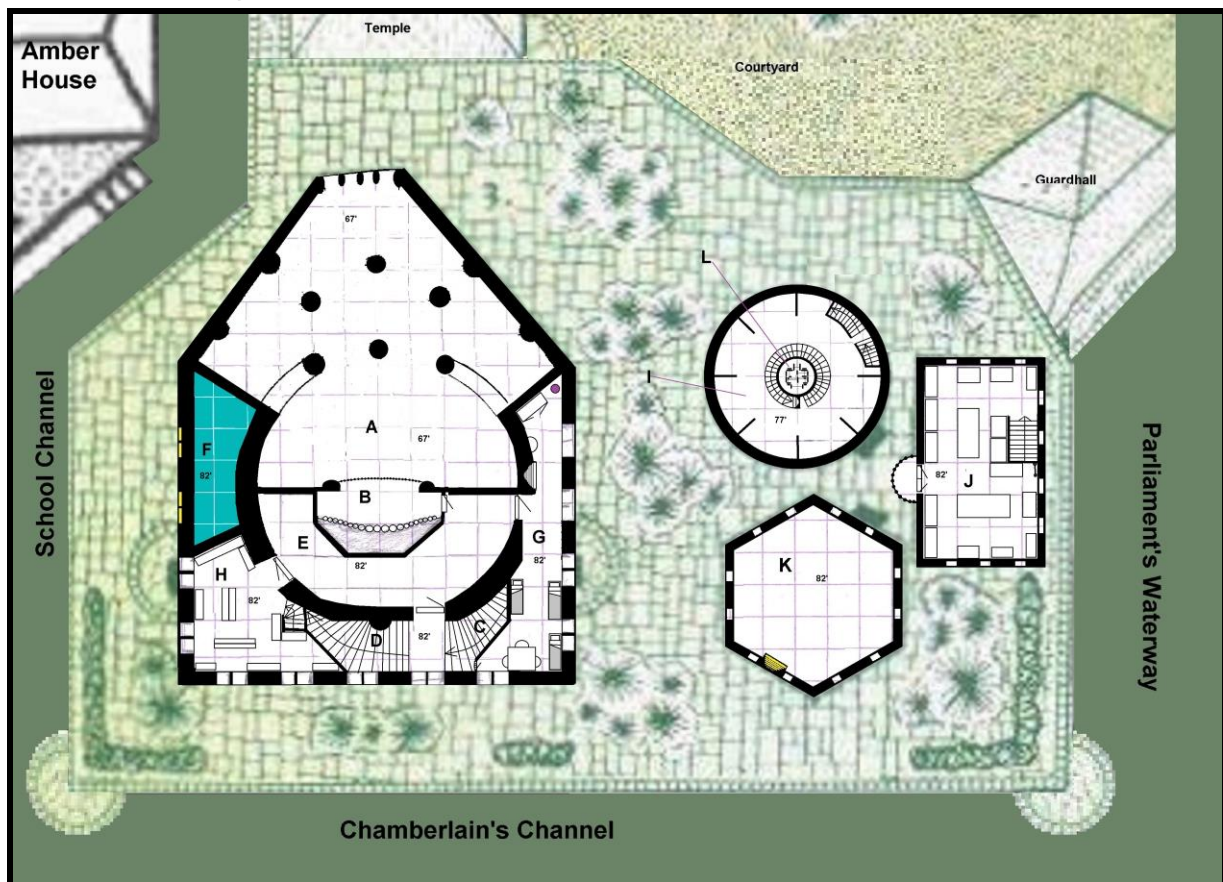 Temple
Amber
House
Courtyard
Guardhall
67'
L
I
77'
F
82'
A
67'
B
J
82'
E
82'
G
82'
K
82'
H
82'
D
82'
C
School Channel
Parliament's Waterway
Chamberlain's Channel